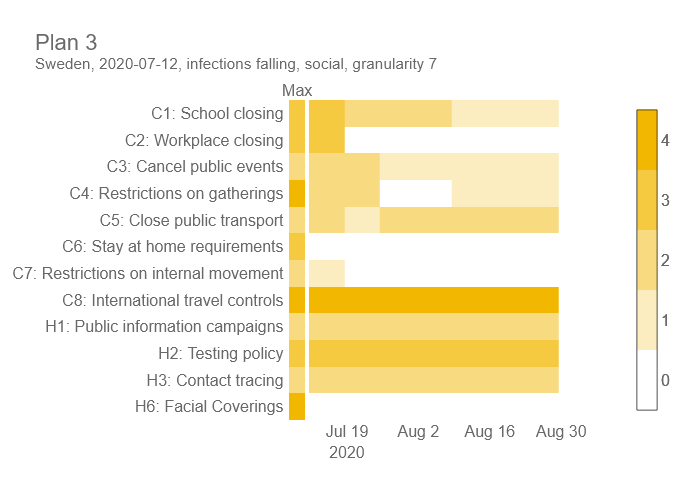 Plan 3
Sweden, 2020-07-12, infections falling, social, granularity 7
Max
C1: School closing
C2: Workplace closing
C3: Cancel public events
C4: Restrictions on gatherings
C5: Close public transport
C6: Stay at home requirements
C7: Restrictions on internal movement
C8: International travel controls
H1: Public information campaigns
H2: Testing policy
H3: Contact tracing
H6: Facial Coverings
Jul 19 Aug 2 Aug 16 Aug 30
2020
4
3
2
1
0